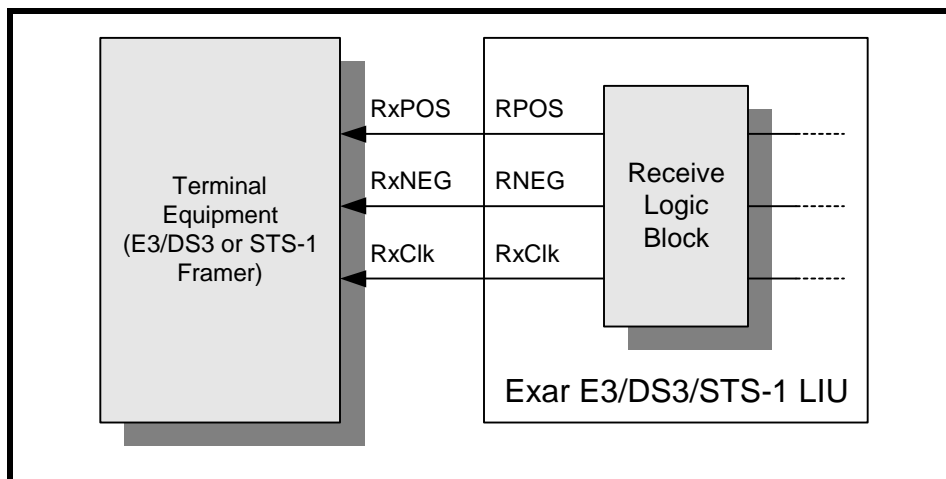 RxPOS
RPOS
RxNEG
RNEG
RxClk
RxClk
Terminal
Equipment
(E3/DS3 or STS-1
Framer)
Receive
Logic
Block
Exar E3/DS3/STS-1 LIU